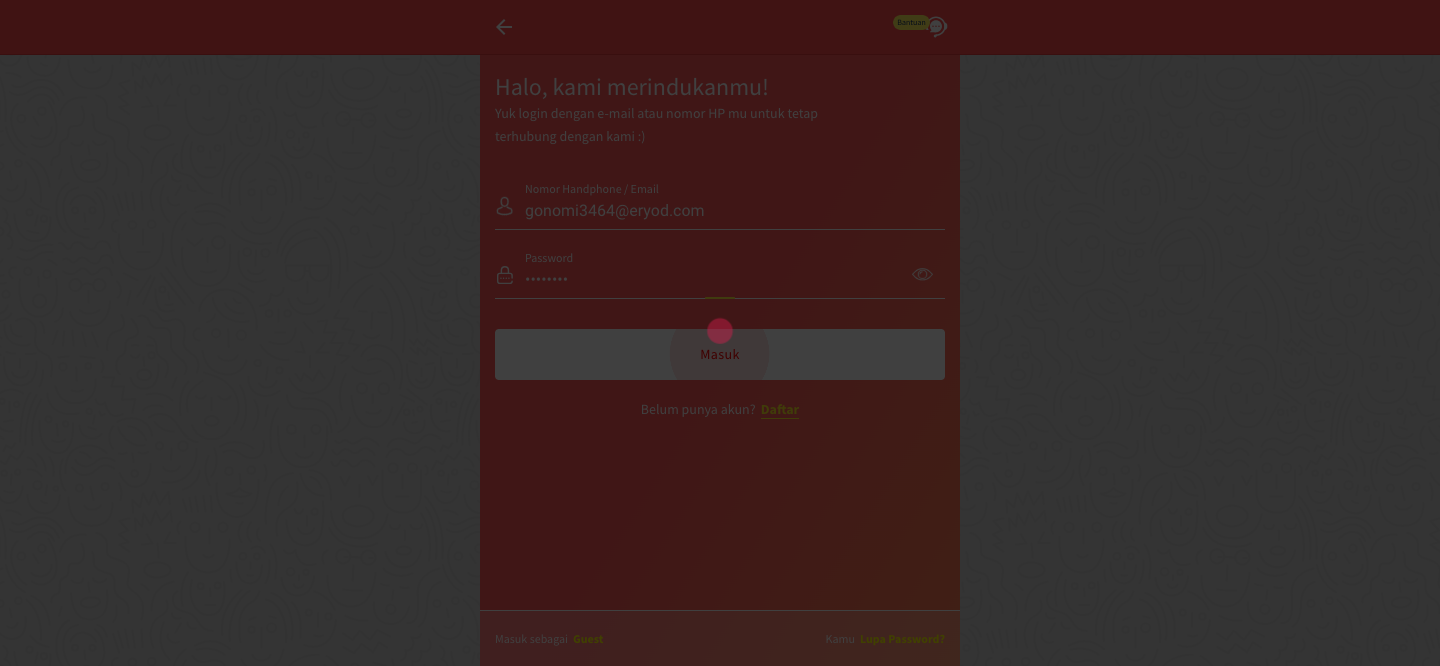 Bantuan
Halo, kami merindukanmu!
Yuk login dengan e-mail atau nomor HP mu untuk tetap
terhubung dengan kami :)
Nomor Handphone / Email
gonomi3464@eryod.com
Password
••••••••
Masuk
Belum punya akun? Daftar
Masuk sebagai Guest
Kamu Lupa Password?